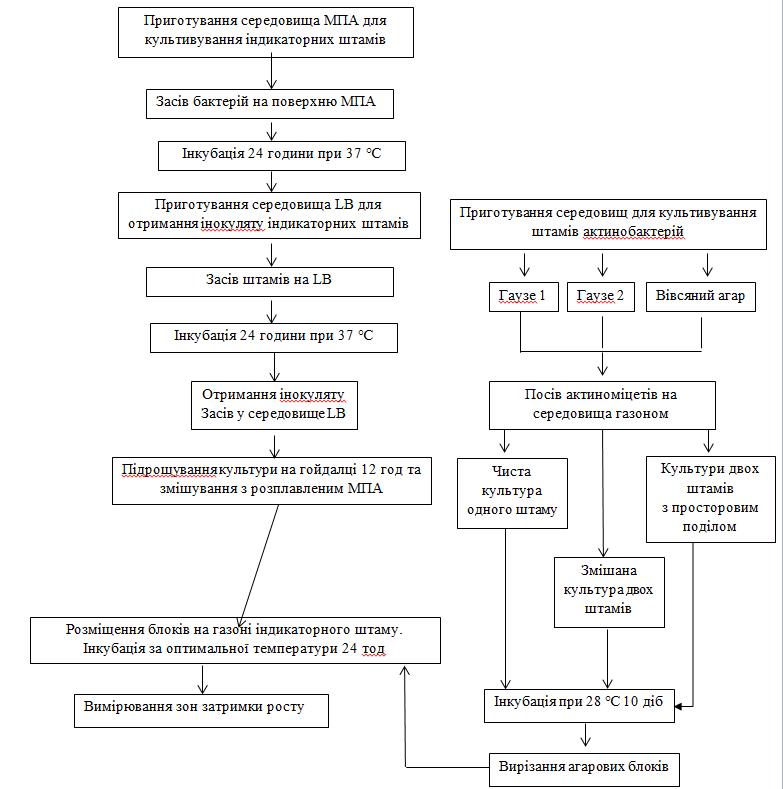 Приготування середовища МПА для
культивування індикаторних штамів
Засів бактерій на поверхню МПА
Інкубація 24 години при 37 °C
Приготування середовища LB для
отримання інокуляту індикаторних штамів
Засів штамів на LB
Інкубація 24 години при 37 °C
Отримання інокуляту
Засів у середовище LB
Підрощування культури на гойдалці 12 год та
змішування з розплавленим МПА
Розміщення блоків на газоні індикаторного штаму.
Інкубація за оптимальної температури 24 тод
Вимірювання зон затримки росту
Приготування середовищ для культивування
штамів актинобактерій
Гаузе 1
Гаузе 2
Вівсяний агар
Посів актиноміцетів на
середовища газоном
Чиста
культура
одного штаму
Змішана
культура двох
штамів
Культури двох
штамів
з просторовим
поділом
Інкубація при 28 °C 10 діб
Вирізання агарових блоків